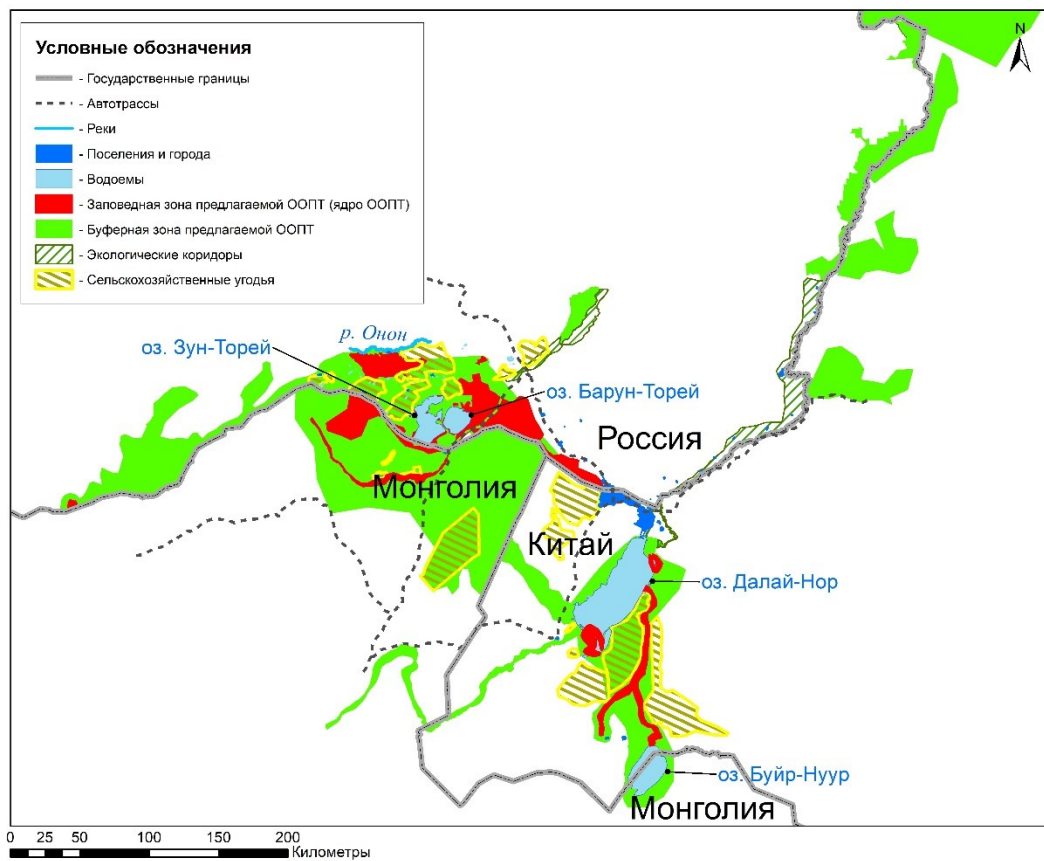 Условные обозначения
- Государственные границы
- Автотрассы
- Реки
- Поселения и города
- Водоемы
- Заповедная зона предлагаемой ООПТ (ядро ООПТ)
- Буферная зона предлагаемой ООПТ
- Экологические коридоры
- Сельскохозяйственные угодья
N
р. Онон
оз. Зун-Торей
оз. Барун-Торей
Россия
Монголия
Китай
оз. Далай-Нор
оз. Буйр-Нуур
Монголия
0 25 50 100 150 200
Километры